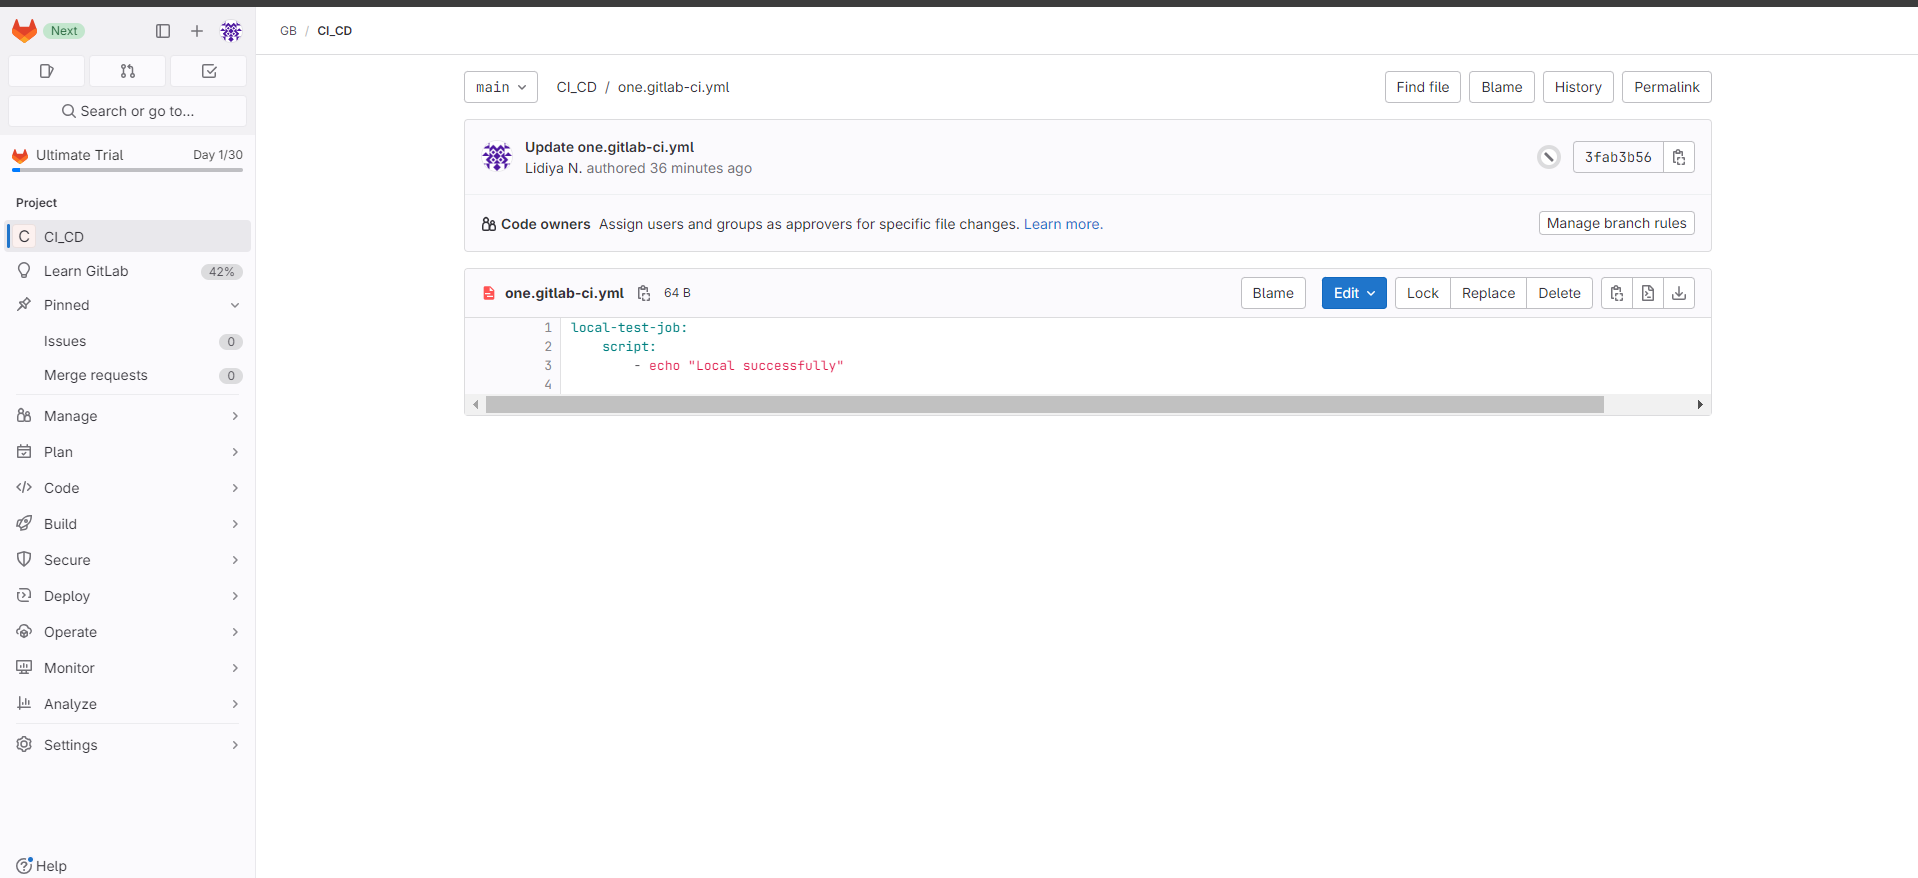 Next
GB / CI_CD
Search or go to...
Ultimate Trial Day 1/30
Project
C CI_CD
Learn GitLab 42%
Pinned
Issues 0
Merge requests 0
Manage
Plan
Code
Build
Secure
Deploy
Operate
Monitor
Analyze
Settings
Help
main CI_CD / one.gitlab-ci.yml Find file Blame History Permalink
Update one.gitlab-ci.yml
Lidiya N. authored 36 minutes ago
3fab3b56
Code owners Assign users and groups as approvers for specific file changes. Learn more. Manage branch rules
one.gitlab-ci.yml 64 B Blame Edit Lock Replace Delete
1 local-test-job:
2 script:
3 - echo "Local successfully"
4